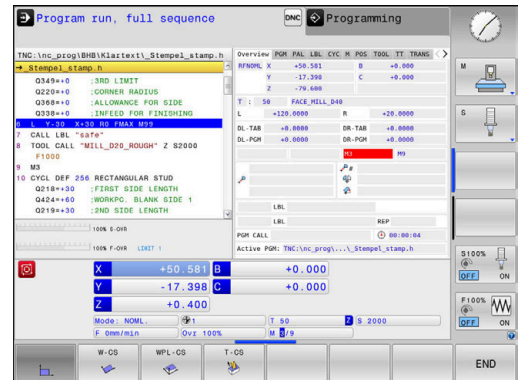 Program run, full sequence
DNC
Programming
TNC:\nc_prog\BHB\Klartext\_Stempel_stamp.h
→_Stempel_stamp.h
Q349=+0 ;3RD LIMIT
Q220=+0 ;CORNER RADIUS
Q368=+0 ;ALLOWANCE FOR SIDE
Q338=+0 ;INFEED FOR FINISHING
6 L Y-30 X+30 R0 FMAX M99
7 CALL LBL "safe"
8 TOOL CALL "MILL_D20_ROUGH" Z S2000
F1000
9 M3
10 CYCL DEF 256 RECTANGULAR STUD
Q218=+30 ;FIRST SIDE LENGTH
Q424=+60 ;WORKPC. BLANK SIDE 1
Q219=+30 ;2ND SIDE LENGTH
100% S-OVR
100% F-OVR LIMIT 1
Overview PGM PAL LBL CYC M POS TOOL TT TRANS
RFNOML X +50.581 B +0.000
Y -17.398 C +0.000
Z -79.600
T : 50 FACE_MILL_D40
L +120.0000 R +20.0000
DL-TAB +0.0000 DR-TAB +0.0000
DL-PGM +0.0000 DR-PGM +0.0000
M3 M9
LBL
LBL REP
PGM CALL 00:00:04
Active PGM: TNC:\nc_prog\...\_Stempel_stamp.h
X +50.581 B +0.000
Y -17.398 C +0.000
Z +0.400
Mode: NOML. 1 T 50 Z S 2000
F 0mm/min Ovr 100% M 3/9
M
S
S100%
OFF ON
F100%
OFF ON
W-CS WPL-CS T-CS
END